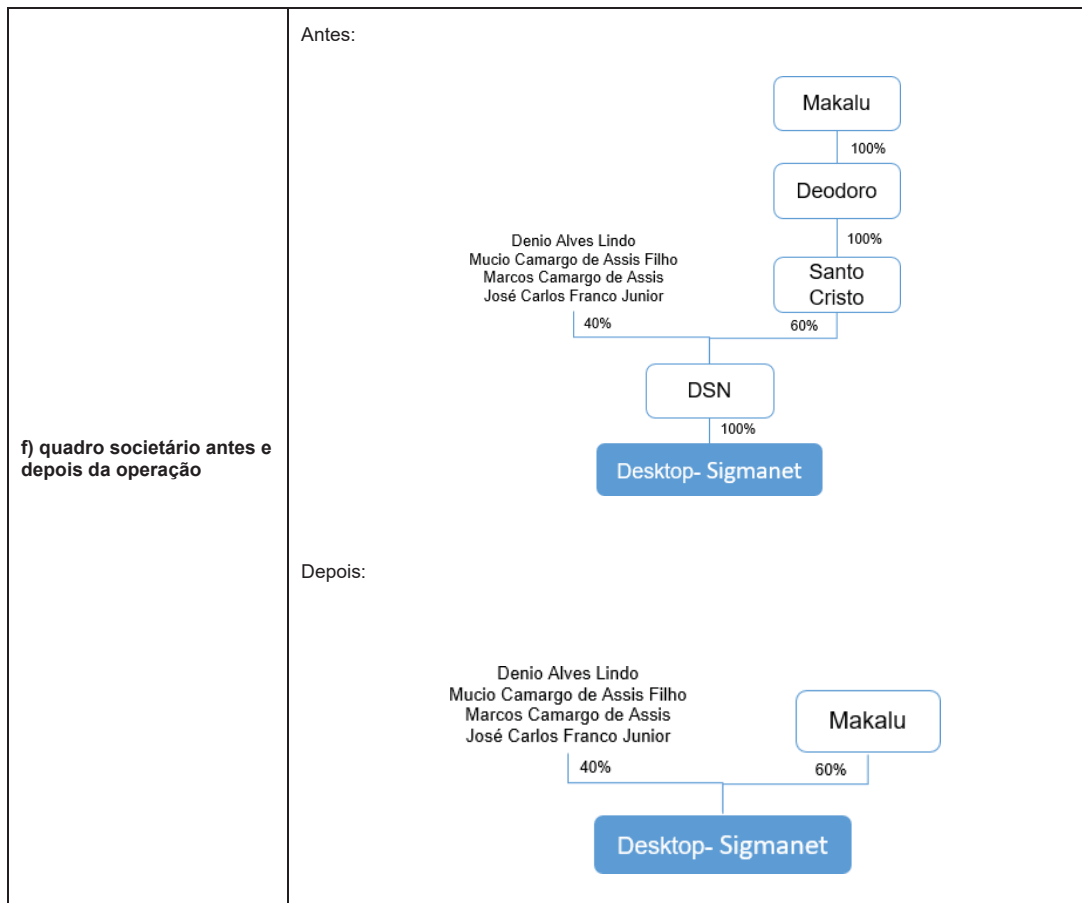 f) quadro societário antes e
depois da operação
Antes:
Makalu
100%
Deodoro
100%
Santo
Cristo
Denio Alves Lindo
Mucio Camargo de Assis Filho
Marcos Camargo de Assis
José Carlos Franco Junior
40%
60%
DSN
100%
Desktop- Sigmanet
Depois:
Denio Alves Lindo
Mucio Camargo de Assis Filho
Marcos Camargo de Assis
José Carlos Franco Junior
Makalu
40%
60%
Desktop- Sigmanet